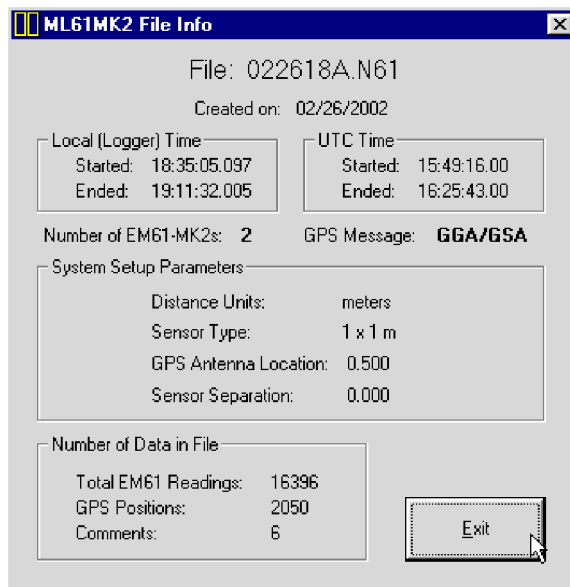 ML61MK2 File Info
File: 022618A.N61
Created on: 02/26/2002
Local (Logger) Time
Started: 18:35:05.097
Ended: 19:11:32.005
UTC Time
Started: 15:49:16.00
Ended: 16:25:43.00
Number of EM61-MK2s: 2
GPS Message: GGA/GSA
System Setup Parameters
Distance Units: meters
Sensor Type: 1 x 1 m
GPS Antenna Location: 0.500
Sensor Separation: 0.000
Number of Data in File
Total EM61 Readings: 16396
GPS Positions: 2050
Comments: 6
Exit